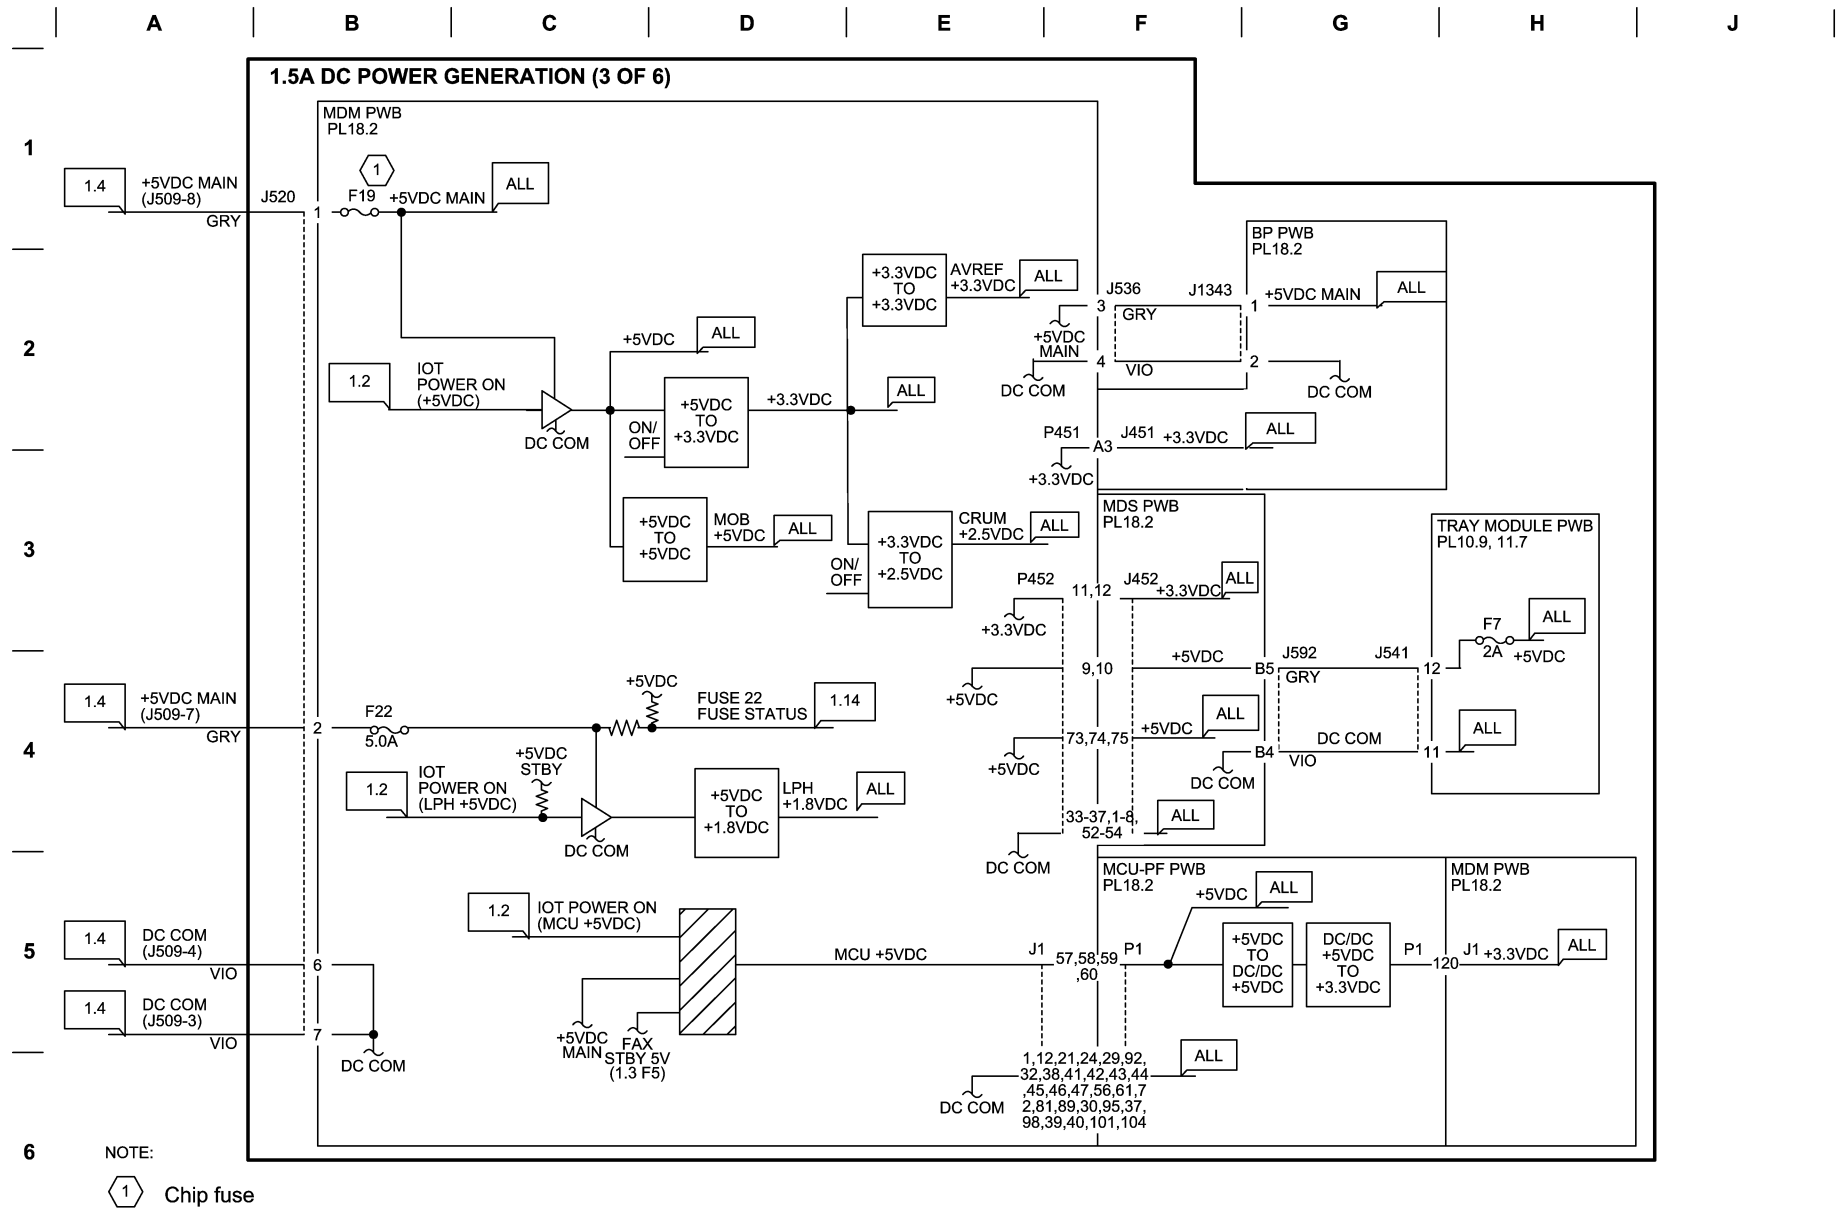 A B C D E F G H J
1.5A DC POWER GENERATION (3 OF 6)
1
MDM PWB
PL18.2
1.4
+5VDC MAIN
(J509-8)
GRY
J520
1
F19
1
+5VDC MAIN
ALL
2
1.2
IOT
POWER ON
(+5VDC)
DC COM
+5VDC
ALL
ON/
OFF
+5VDC
TO
+3.3VDC
+3.3VDC
ALL
+3.3VDC
TO
+3.3VDC
AVREF
+3.3VDC
ALL
BP PWB
PL18.2
J536
J1343
3
GRY
1
+5VDC MAIN
ALL
+5VDC
MAIN
4
VIO
2
DC COM
DC COM
P451
A3
J451
+3.3VDC
ALL
+3.3VDC
3
+5VDC
TO
+5VDC
MOB
+5VDC
ALL
ON/
OFF
+3.3VDC
TO
+2.5VDC
CRUM
+2.5VDC
ALL
MDS PWB
PL18.2
P452
11,12
J452
+3.3VDC
ALL
+3.3VDC
TRAY MODULE PWB
PL10.9, 11.7
F7
2A
+5VDC
ALL
9,10
+5VDC
B5
J592
GRY
J541
12
+5VDC
4
1.4
+5VDC MAIN
(J509-7)
GRY
2
F22
5.0A
+5VDC
FUSE 22
FUSE STATUS
1.14
73,74,75
+5VDC
ALL
+5VDC
B4
DC COM
VIO
11
ALL
DC COM
1.2
IOT
POWER ON
(LPH +5VDC)
+5VDC
STBY
DC COM
+5VDC
TO
+1.8VDC
LPH
+1.8VDC
ALL
33-37,1-8,
52-54
ALL
DC COM
5
1.4
DC COM
(J509-4)
VIO
6
1.4
DC COM
(J509-3)
VIO
7
DC COM
1.2
IOT POWER ON
(MCU +5VDC)
+5VDC
MAIN
FAX
STBY 5V
(1.3 F5)
MCU +5VDC
MCU-PF PWB
PL18.2
J1
57,58,59
,60
P1
+5VDC
ALL
+5VDC
TO
DC/DC
+5VDC
DC/DC
+5VDC
TO
+3.3VDC
MDM PWB
PL18.2
P1
120
J1
+3.3VDC
ALL
1,12,21,24,29,92,
32,38,41,42,43,44
,45,46,47,56,61,7
2,81,89,30,95,37,
98,39,40,101,104
ALL
DC COM
6
NOTE:
1
Chip fuse